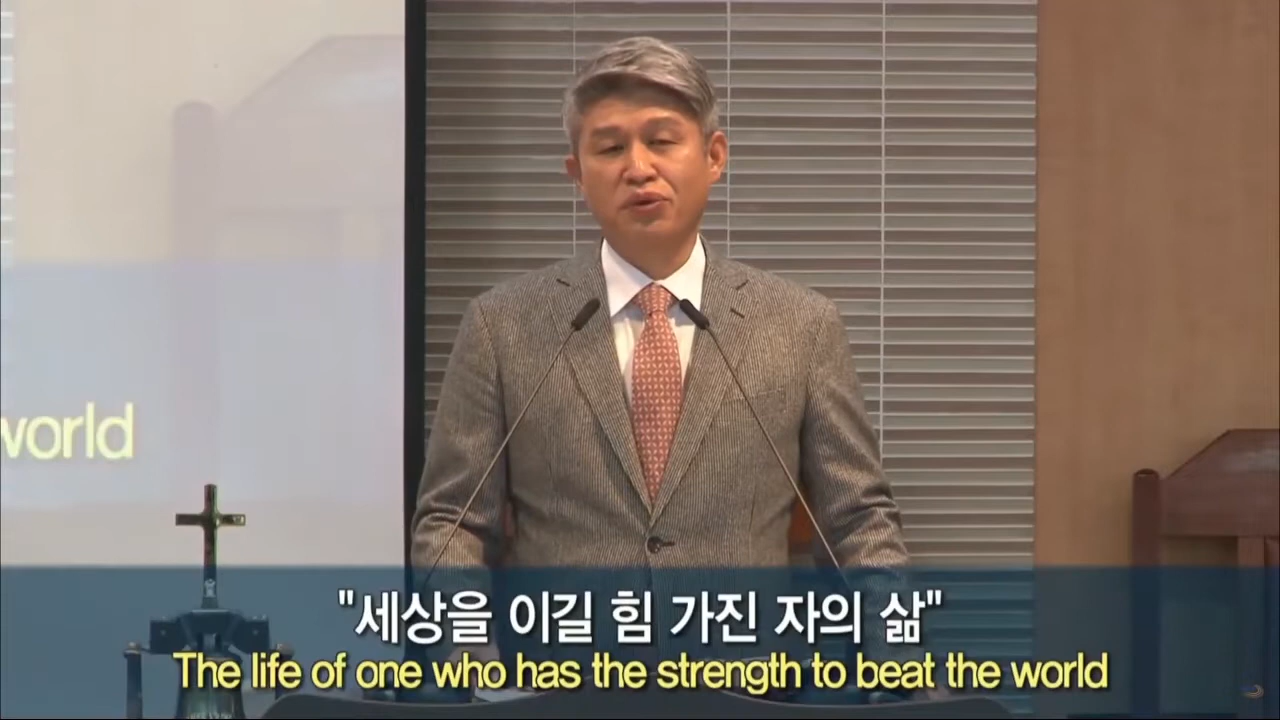 world
"세상을 이길 힘 가진 자의 삶"
The life of one who has the strength to beat the world